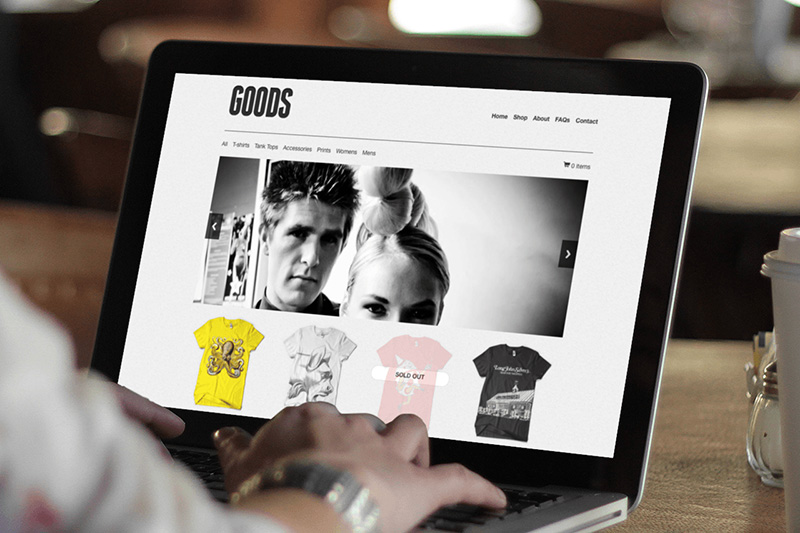 GOODS
Home Shop About FAQs Contact
All T-shirts Tank Tops Accessories Prints Womens Mens
0 Items
SOLD OUT